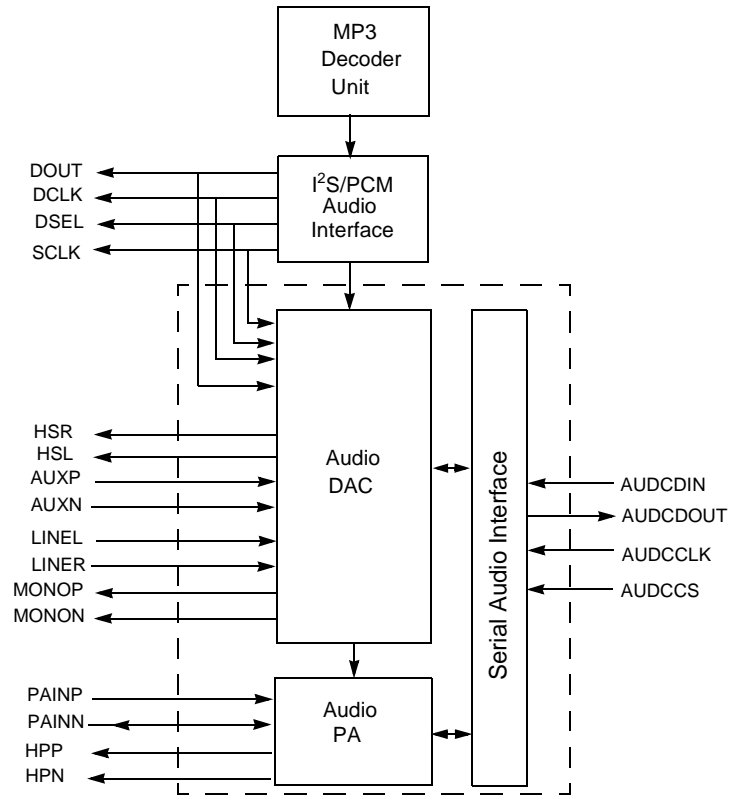 MP3
Decoder
Unit
I²S/PCM
Audio
Interface
DOUT
DCLK
DSEL
SCLK
HSR
HSL
AUXP
AUXN
LINEL
LINER
MONOP
MONON
Audio
DAC
Serial Audio Interface
AUDCDIN
AUDCDOUT
AUDCCLK
AUDCCS
PAINP
PAINN
HPP
HPN
Audio
PA